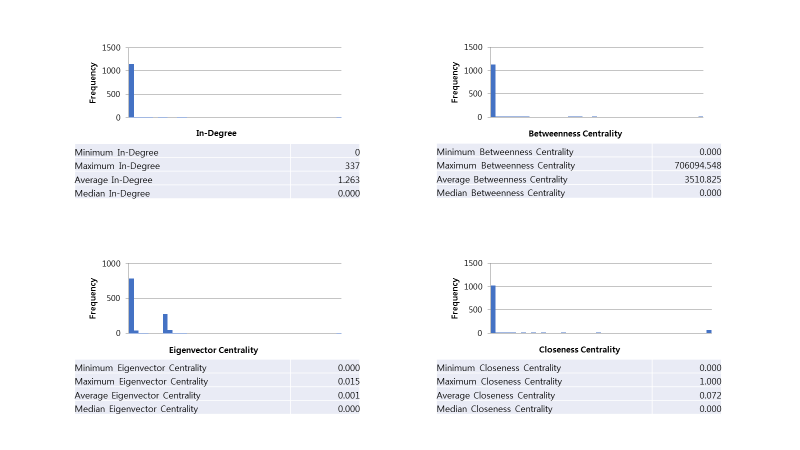 1500
1000
500
0
Frequency
In-Degree
Minimum In-Degree 0
Maximum In-Degree 337
Average In-Degree 1.263
Median In-Degree 0.000
1500
1000
500
0
Frequency
Betweenness Centrality
Minimum Betweenness Centrality 0.000
Maximum Betweenness Centrality 706094.548
Average Betweenness Centrality 3510.825
Median Betweenness Centrality 0.000
1000
500
0
Frequency
Eigenvector Centrality
Minimum Eigenvector Centrality 0.000
Maximum Eigenvector Centrality 0.015
Average Eigenvector Centrality 0.001
Median Eigenvector Centrality 0.000
1500
1000
500
0
Frequency
Closeness Centrality
Minimum Closeness Centrality 0.000
Maximum Closeness Centrality 1.000
Average Closeness Centrality 0.072
Median Closeness Centrality 0.000